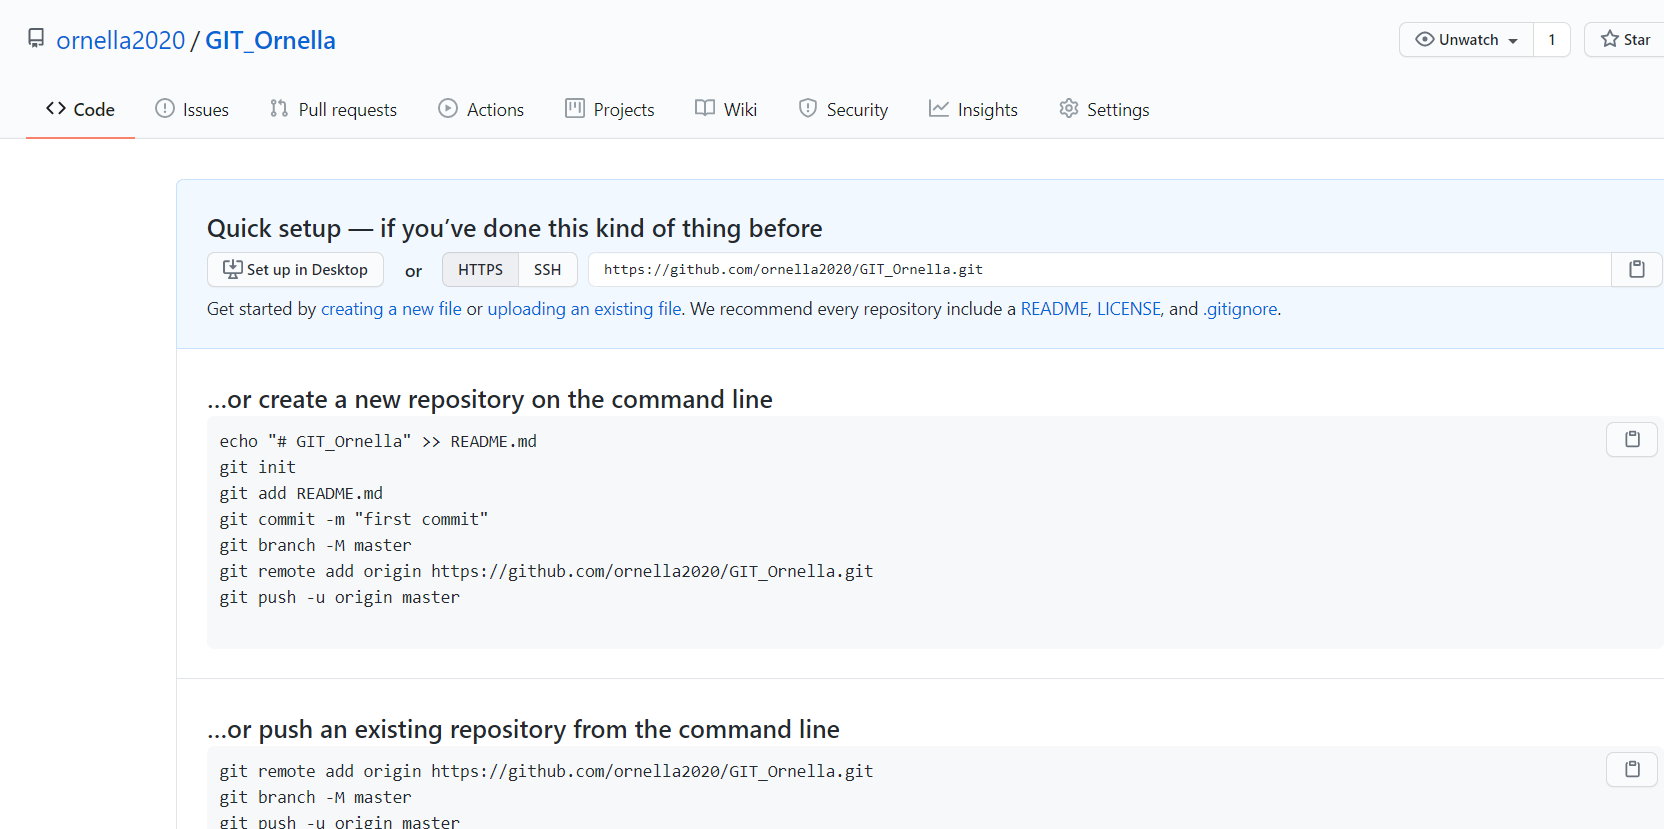 ornella2020 / GIT_Ornella
Unwatch 1 Star
Code Issues Pull requests Actions Projects Wiki Security Insights Settings
Quick setup — if you’ve done this kind of thing before
Set up in Desktop or HTTPS SSH https://github.com/ornella2020/GIT_Ornella.git
Get started by creating a new file or uploading an existing file. We recommend every repository include a README, LICENSE, and .gitignore.
…or create a new repository on the command line
echo "# GIT_Ornella" >> README.md
git init
git add README.md
git commit -m "first commit"
git branch -M master
git remote add origin https://github.com/ornella2020/GIT_Ornella.git
git push -u origin master
…or push an existing repository from the command line
git remote add origin https://github.com/ornella2020/GIT_Ornella.git
git branch -M master
git push -u origin master